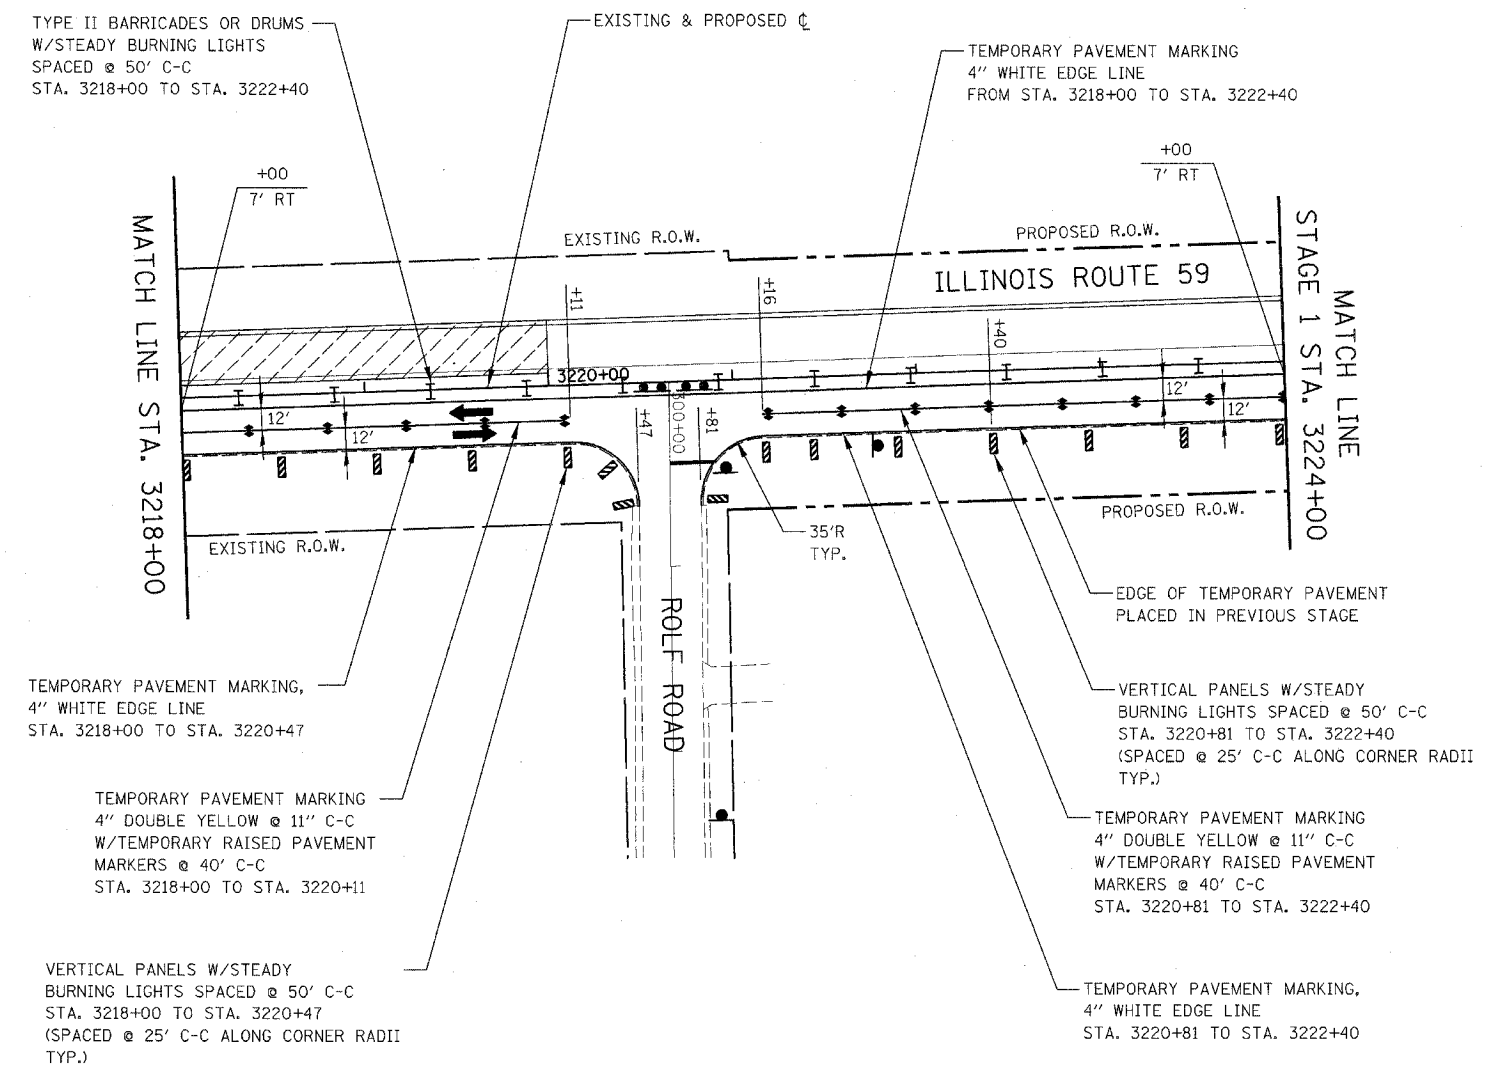 TYPE II BARRICADES OR DRUMS
W/STEADY BURNING LIGHTS
SPACED @ 50' C-C
STA. 3218+00 TO STA. 3222+40
EXISTING & PROPOSED ℄
TEMPORARY PAVEMENT MARKING
4" WHITE EDGE LINE
FROM STA. 3218+00 TO STA. 3222+40
+00
7' RT
+00
7' RT
MATCH LINE STA. 3218+00
EXISTING R.O.W.
PROPOSED R.O.W.
ILLINOIS ROUTE 59
STAGE 1 STA. 3224+00
MATCH LINE
+11
+16
+40
3220+00
12'
12'
12'
12'
+47
300+00
+81
EXISTING R.O.W.
PROPOSED R.O.W.
35'R
TYP.
ROLF ROAD
EDGE OF TEMPORARY PAVEMENT
PLACED IN PREVIOUS STAGE
TEMPORARY PAVEMENT MARKING,
4" WHITE EDGE LINE
STA. 3218+00 TO STA. 3220+47
VERTICAL PANELS W/STEADY
BURNING LIGHTS SPACED @ 50' C-C
STA. 3220+81 TO STA. 3222+40
(SPACED @ 25' C-C ALONG CORNER RADII
TYP.)
TEMPORARY PAVEMENT MARKING
4" DOUBLE YELLOW @ 11" C-C
W/TEMPORARY RAISED PAVEMENT
MARKERS @ 40' C-C
STA. 3218+00 TO STA. 3220+11
TEMPORARY PAVEMENT MARKING
4" DOUBLE YELLOW @ 11" C-C
W/TEMPORARY RAISED PAVEMENT
MARKERS @ 40' C-C
STA. 3220+81 TO STA. 3222+40
VERTICAL PANELS W/STEADY
BURNING LIGHTS SPACED @ 50' C-C
STA. 3218+00 TO STA. 3220+47
(SPACED @ 25' C-C ALONG CORNER RADII
TYP.)
TEMPORARY PAVEMENT MARKING,
4" WHITE EDGE LINE
STA. 3220+81 TO STA. 3222+40